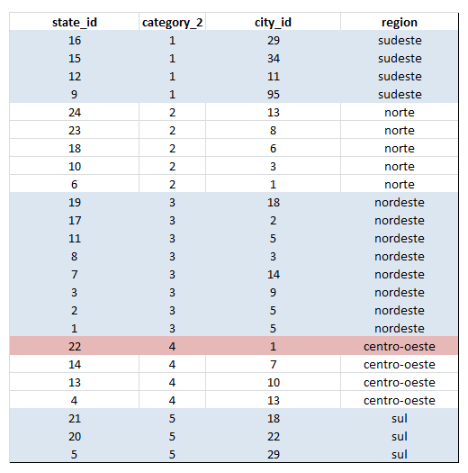 state_id category_2 city_id region
16 1 29 sudeste
15 1 34 sudeste
12 1 11 sudeste
9 1 95 sudeste
24 2 13 norte
23 2 8 norte
18 2 6 norte
10 2 3 norte
6 2 1 norte
19 3 18 nordeste
17 3 2 nordeste
11 3 5 nordeste
8 3 3 nordeste
7 3 14 nordeste
3 3 9 nordeste
2 3 5 nordeste
1 3 5 nordeste
22 4 1 centro-oeste
14 4 7 centro-oeste
13 4 10 centro-oeste
4 4 13 centro-oeste
21 5 18 sul
20 5 22 sul
5 5 29 sul